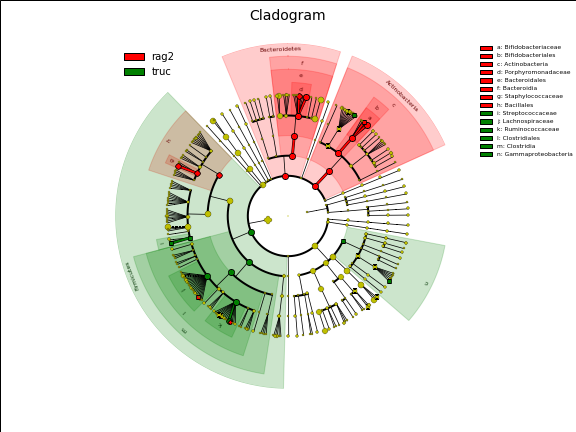 Cladogram
rag2
truc
Bacteroidetes
Actinobacteria
Firmicutes
f
e
d
b
c
a
h
g
n
m
k
i
l
a: Bifidobacteriaceae
b: Bifidobacteriales
c: Actinobacteria
d: Porphyromonadaceae
e: Bacteroidales
f: Bacteroidia
g: Staphylococcaceae
h: Bacillales
i: Streptococcaceae
j: Lachnospiraceae
k: Ruminococcaceae
l: Clostridiales
m: Clostridia
n: Gammaproteobacteria